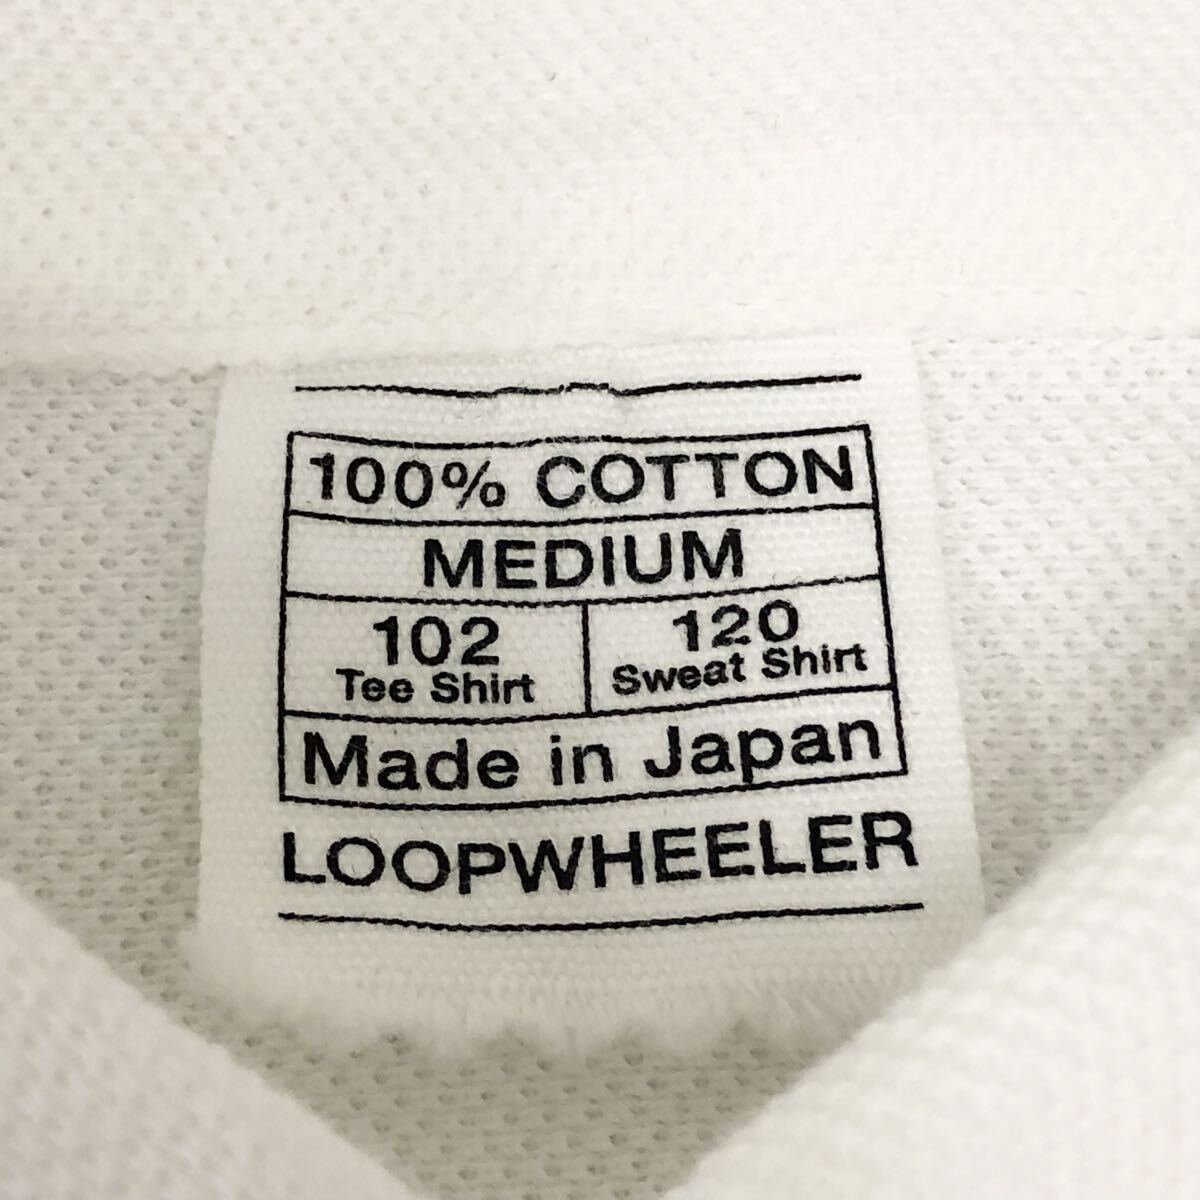 100% COTTON
MEDIUM
102
Tee Shirt
120
Sweat Shirt
Made in Japan
LOOPWHEELER